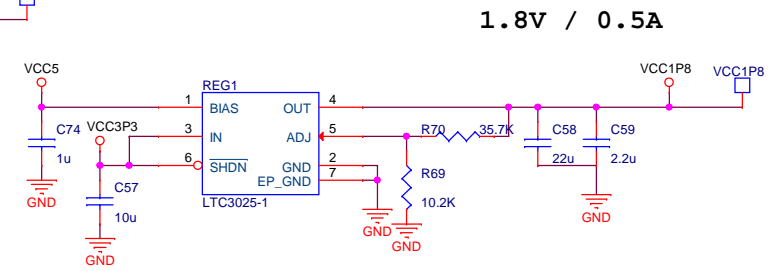 1.8V / 0.5A
VCC5
VCC1P8
VCC1P8
REG1
1
BIAS
OUT
4
C74
VCC3P3
3
IN
ADJ
5
R70
35.7K
C58
C59
1u
6
SHDN
GND
2
EP_GND
7
R69
22u
2.2u
C57
GND
LTC3025-1
10.2K
10u
GND
GND
GND
GND